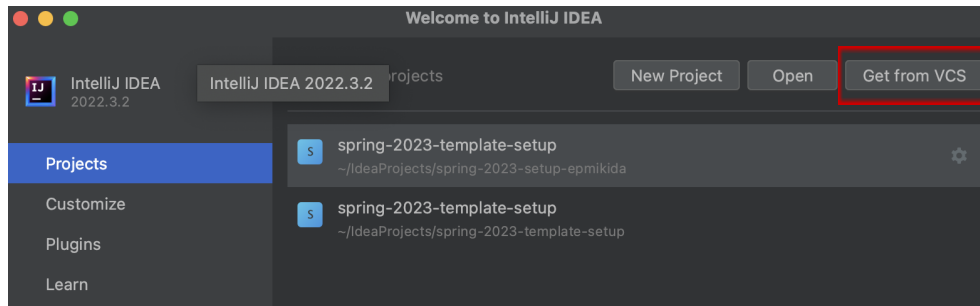 Welcome to IntelliJ IDEA
IJ
IntelliJ IDEA
2022.3.2
IntelliJ IDEA 2022.3.2
projects
New Project
Open
Get from VCS
Projects
Customize
Plugins
Learn
S
spring-2023-template-setup
~/IdeaProjects/spring-2023-setup-epmikida
S
spring-2023-template-setup
~/IdeaProjects/spring-2023-template-setup